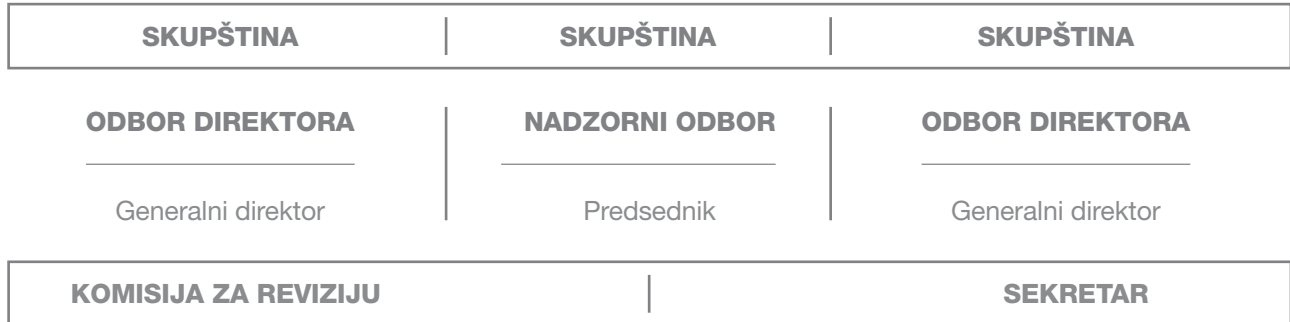 SKUPŠTINA SKUPŠTINA SKUPŠTINA
ODBOR DIREKTORA NADZORNI ODBOR ODBOR DIREKTORA
Generalni direktor Predsednik Generalni direktor
KOMISIJA ZA REVIZIJU SEKRETAR